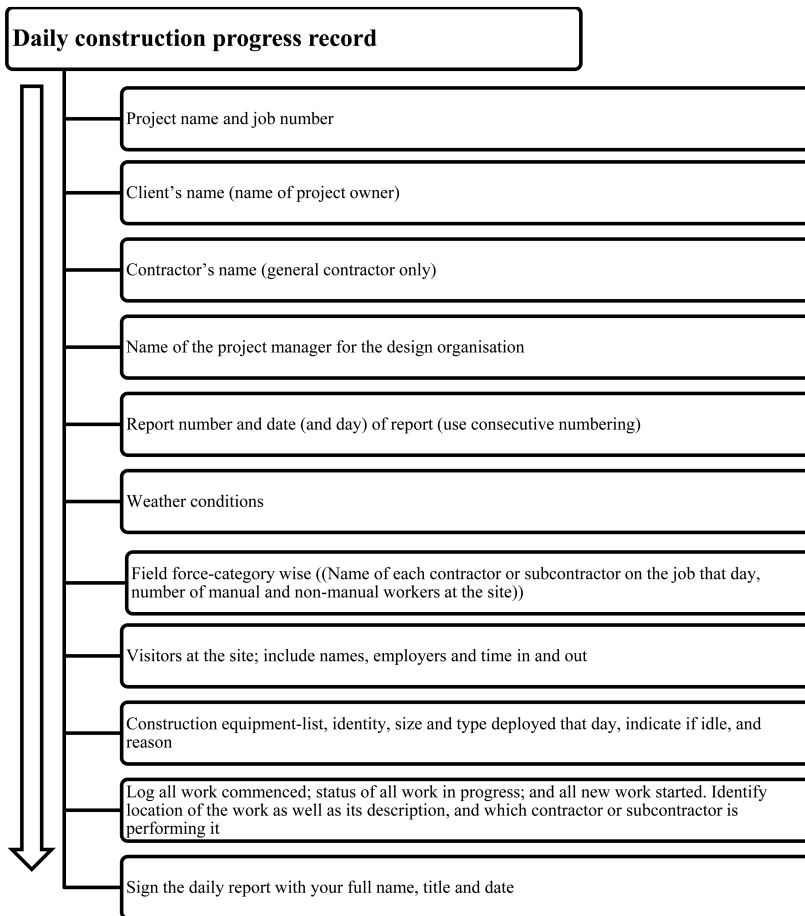 Daily construction progress record
Project name and job number
Client’s name (name of project owner)
Contractor’s name (general contractor only)
Name of the project manager for the design organisation
Report number and date (and day) of report (use consecutive numbering)
Weather conditions
Field force-category wise ((Name of each contractor or subcontractor on the job that day,
number of manual and non-manual workers at the site))
Visitors at the site; include names, employers and time in and out
Construction equipment-list, identity, size and type deployed that day, indicate if idle, and
reason
Log all work commenced; status of all work in progress; and all new work started. Identify
location of the work as well as its description, and which contractor or subcontractor is
performing it
Sign the daily report with your full name, title and date